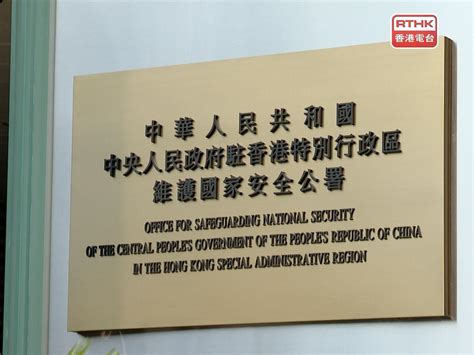 RTHK
香港電台
中華人民共和國
中央人民政府駐香港特別行政區
維護國家安全公署
OFFICE FOR SAFEGUARDING NATIONAL SECURITY
OF THE CENTRAL PEOPLE'S GOVERNMENT OF THE PEOPLE'S REPUBLIC OF CHINA
IN THE HONG KONG SPECIAL ADMINISTRATIVE REGION